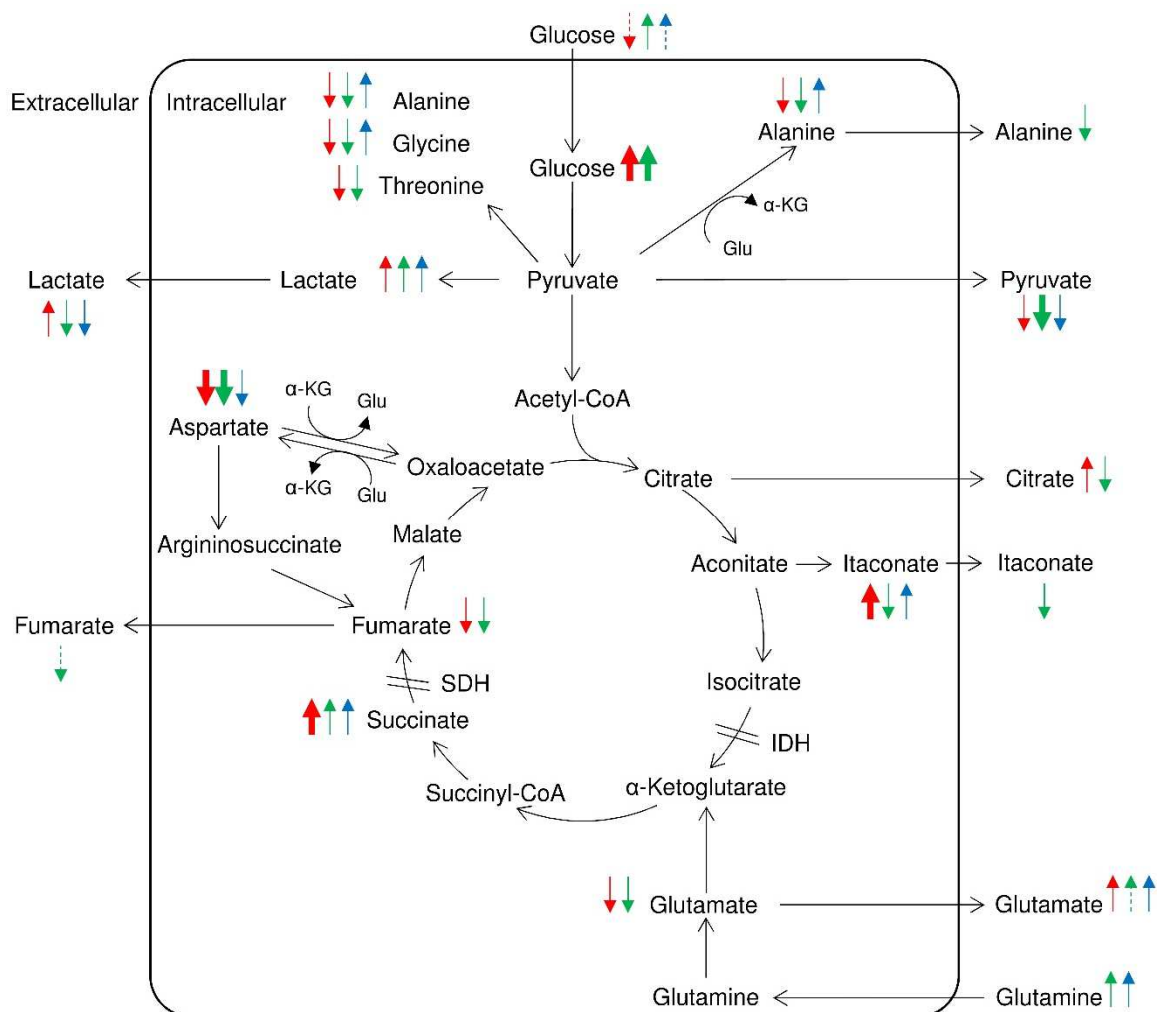 Glucose
Extracellular
Intracellular
Alanine
Glycine
Threonine
Glucose
Alanine
Alanine
α-KG
Glu
Lactate
Lactate
Pyruvate
Pyruvate
Acetyl-CoA
Aspartate
α-KG
Glu
α-KG
Glu
Oxaloacetate
Citrate
Citrate
Argininosuccinate
Malate
Aconitate
Itaconate
Itaconate
Fumarate
Fumarate
SDH
Isocitrate
Succinate
IDH
Succinyl-CoA
α-Ketoglutarate
Glutamate
Glutamate
Glutamine
Glutamine